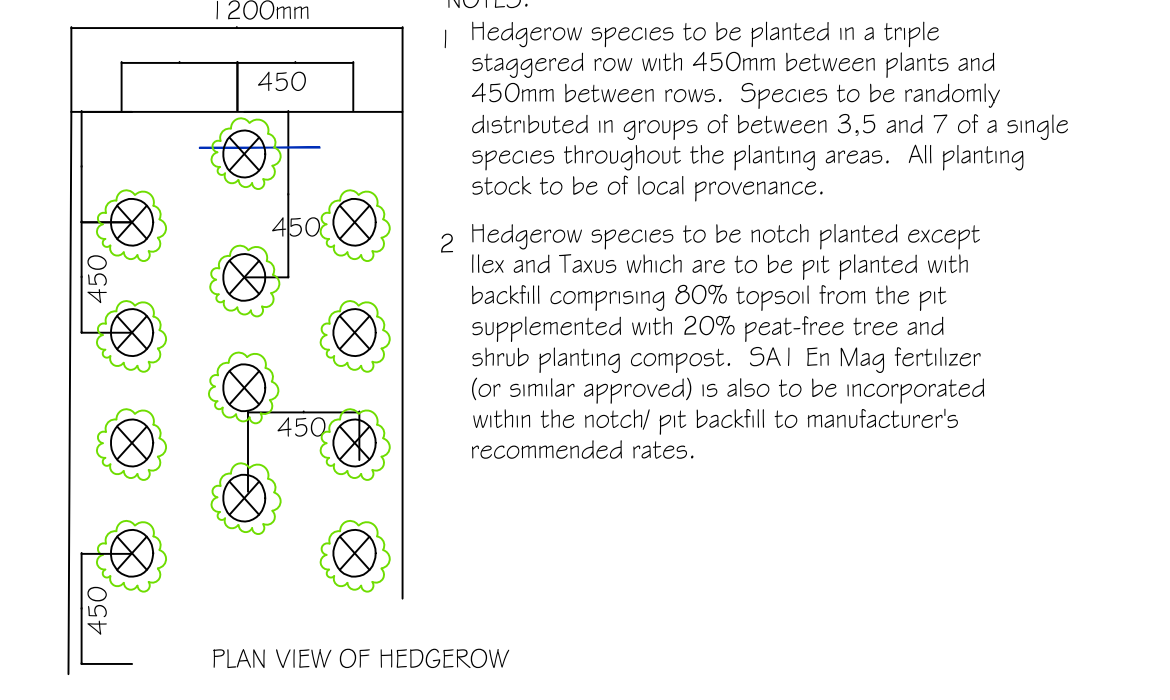 1200mm
450
450
450
450
450
PLAN VIEW OF HEDGEROW
NOTES:
1 Hedgerow species to be planted in a triple
staggered row with 450mm between plants and
450mm between rows. Species to be randomly
distributed in groups of between 3,5 and 7 of a single
species throughout the planting areas. All planting
stock to be of local provenance.
2 Hedgerow species to be notch planted except
Ilex and Taxus which are to be pit planted with
backfill comprising 80% topsoil from the pit
supplemented with 20% peat-free tree and
shrub planting compost. SA1 En Mag fertilizer
(or similar approved) is also to be incorporated
within the notch/ pit backfill to manufacturer's
recommended rates.